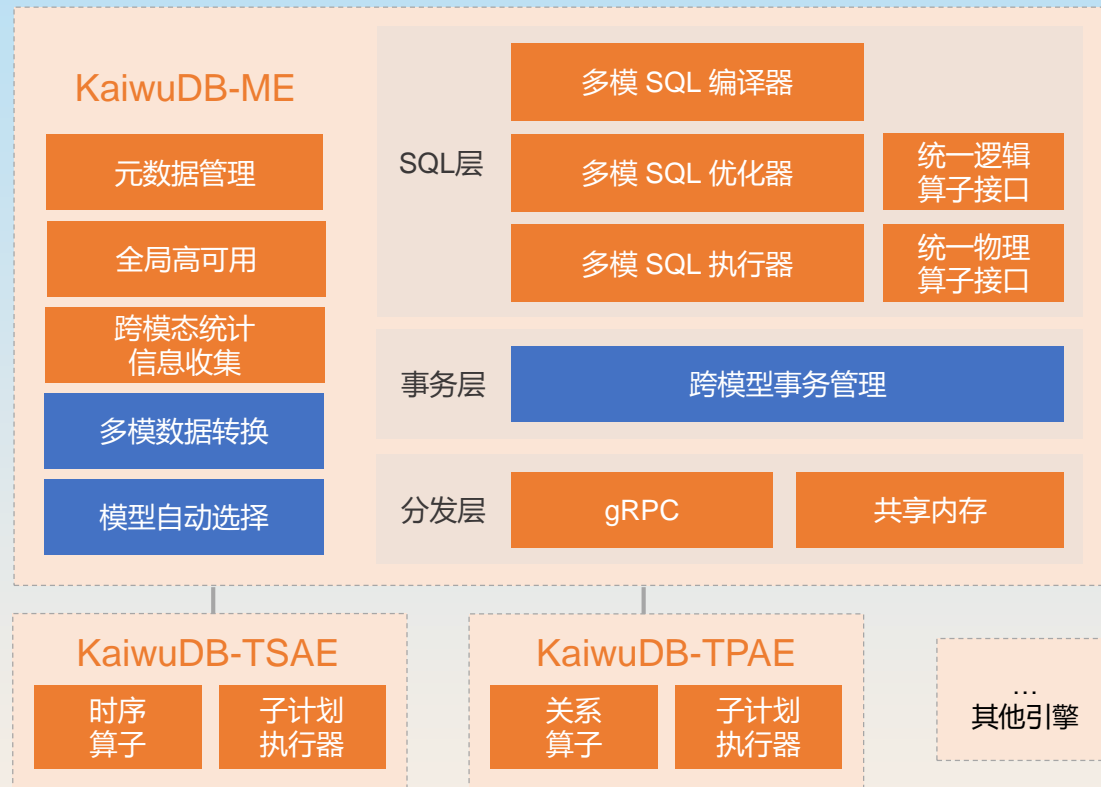 KaiwuDB-ME
元数据管理
全局高可用
跨模态统计
信息收集
多模数据转换
模型自动选择
SQL层
多模 SQL 编译器
多模 SQL 优化器
统一逻辑
算子接口
多模 SQL 执行器
统一物理
算子接口
事务层
跨模型事务管理
分发层
gRPC
共享内存
KaiwuDB-TSAE
时序
算子
子计划
执行器
KaiwuDB-TPAE
关系
算子
子计划
执行器
...
其他引擎